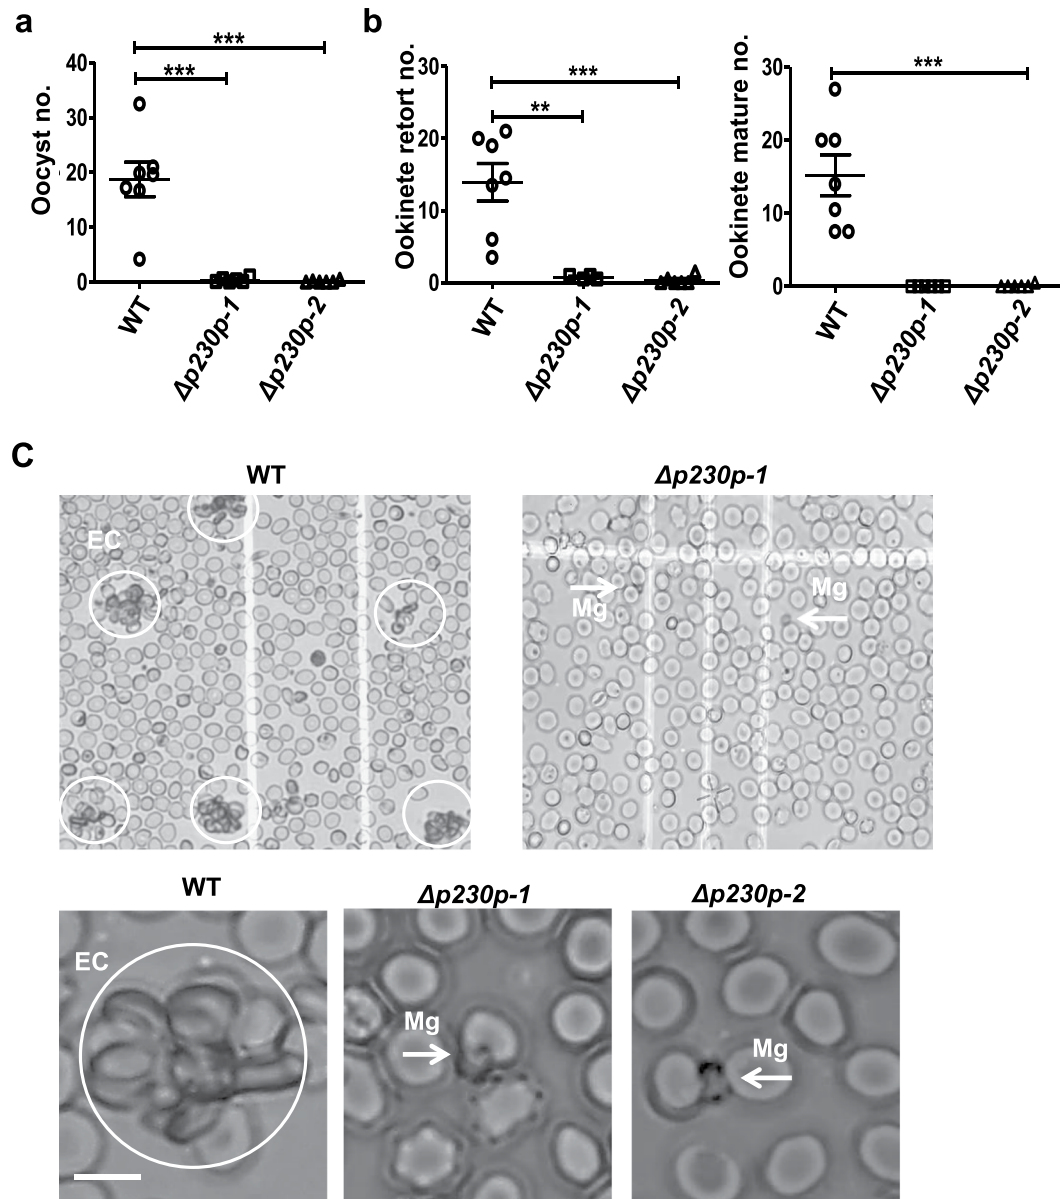 a
Oocyst no.
40
30
20
10
0
***
***
WT
Δp230p-1
Δp230p-2
b
Ookinete retort no.
30
20
10
0
***
**
WT
Δp230p-1
Δp230p-2
Ookinete mature no.
30
20
10
0
***
WT
Δp230p-1
Δp230p-2
C
WT
EC
Δp230p-1
Mg
Mg
WT
EC
Δp230p-1
Mg
Δp230p-2
Mg